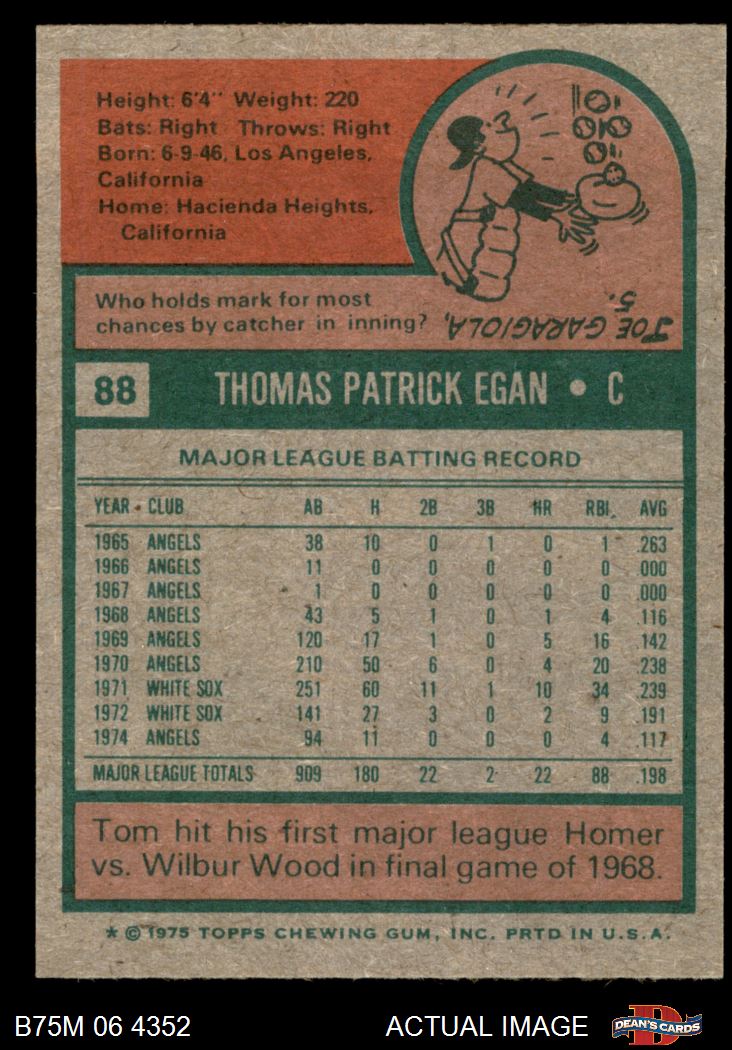 Height: 6'4" Weight: 220
Bats: Right Throws: Right
Born: 6-9-46, Los Angeles,
California
Home: Hacienda Heights,
California
Who holds mark for most
chances by catcher in inning?
JOE GARAGIOLA,
5.
88 THOMAS PATRICK EGAN • C
MAJOR LEAGUE BATTING RECORD
YEAR CLUB AB H 2B 3B HR RBI AVG
1965 ANGELS 38 10 0 1 0 1 .263
1966 ANGELS 11 0 0 0 0 0 .000
1967 ANGELS 1 0 0 0 0 0 .000
1968 ANGELS 43 5 1 0 1 4 .116
1969 ANGELS 120 17 1 0 5 16 .142
1970 ANGELS 210 50 6 0 4 20 .238
1971 WHITE SOX 251 60 11 1 10 34 .239
1972 WHITE SOX 141 27 3 0 2 9 .191
1974 ANGELS 94 11 0 0 0 4 .117
MAJOR LEAGUE TOTALS 909 180 22 2 22 88 .198
Tom hit his first major league Homer
vs. Wilbur Wood in final game of 1968.
* © 1975 TOPPS CHEWING GUM, INC. PRTD IN U.S.A.
B75M 06 4352 ACTUAL IMAGE DEAN'S CARDS